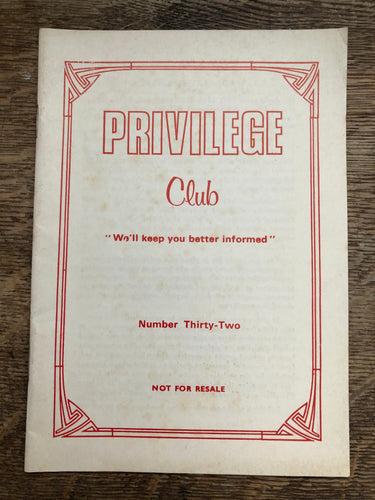 PRIVILEGE
Club
"We'll keep you better informed"
Number Thirty-Two
NOT FOR RESALE